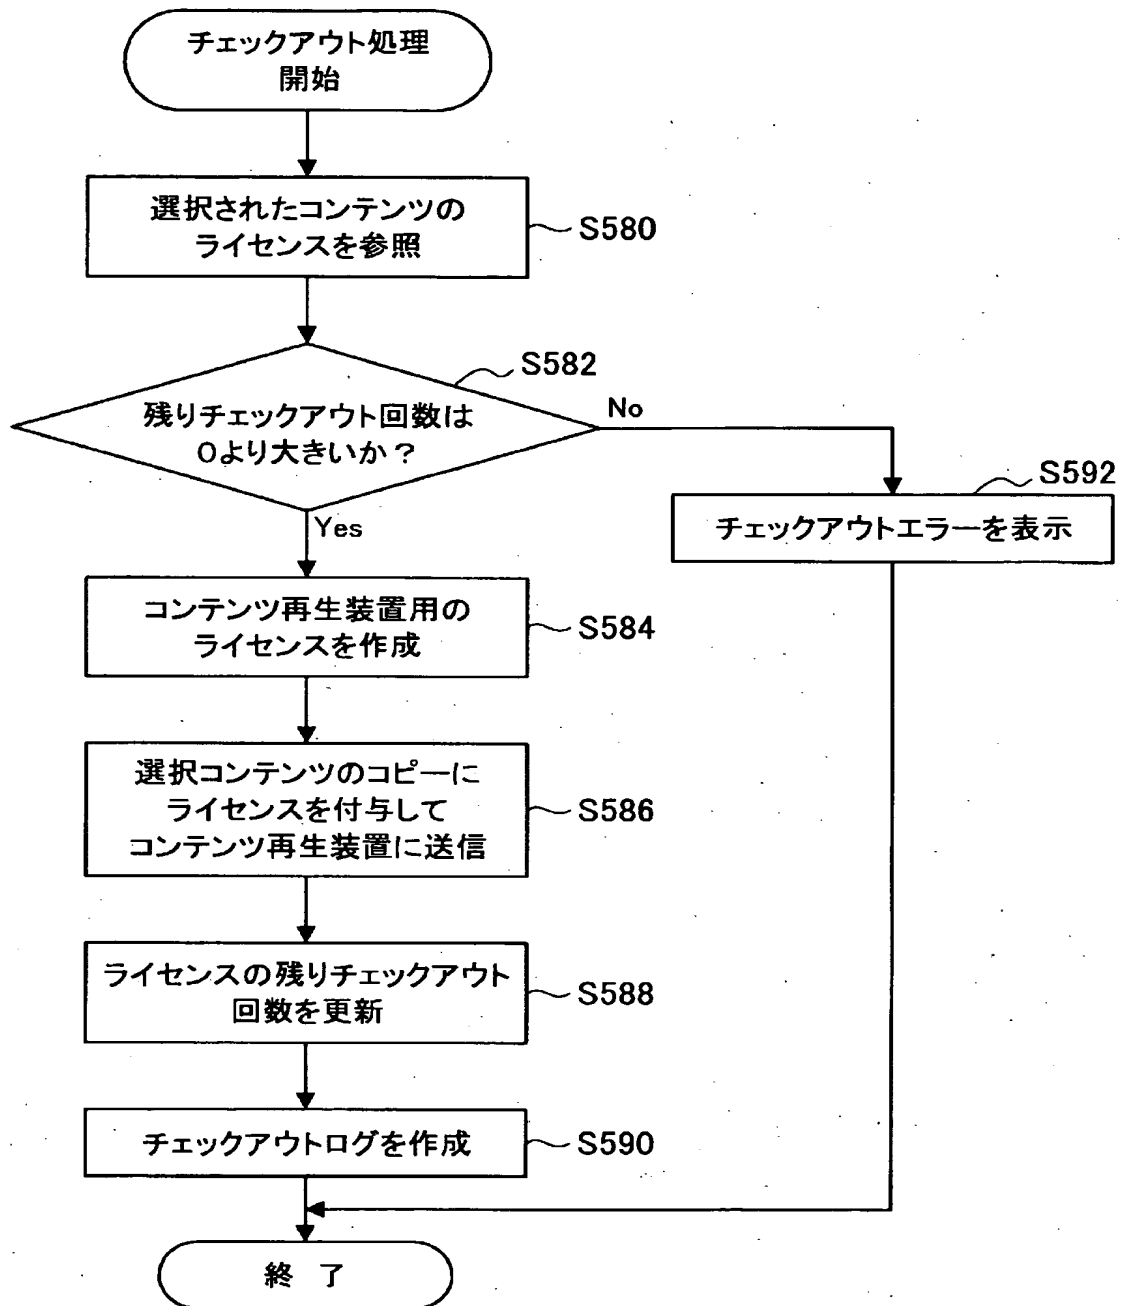 チェックアウト処理
開始
選択されたコンテンツの
ライセンスを参照
S580
S582
残りチェックアウト回数は
0より大きいか？
No
Yes
S592
チェックアウトエラーを表示
コンテンツ再生装置用の
ライセンスを作成
S584
選択コンテンツのコピーに
ライセンスを付与して
コンテンツ再生装置に送信
S586
ライセンスの残りチェックアウト
回数を更新
S588
チェックアウトログを作成
S590
終 了